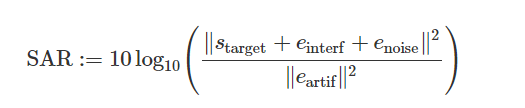 SAR := 10 log₁₀ ( ||s_target + e_interf + e_noise||² / ||e_artif||² )